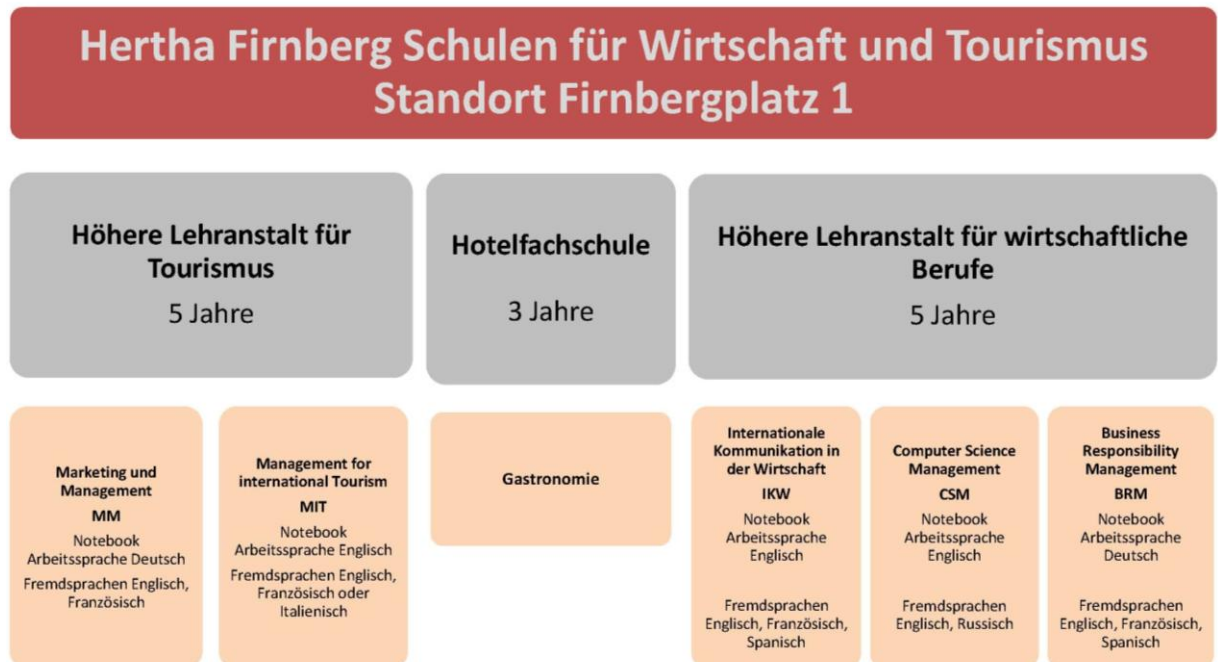 Hertha Firnberg Schulen für Wirtschaft und Tourismus
Standort Firnbergplatz 1
Höhere Lehranstalt für
Tourismus
5 Jahre
Hotelfachschule
3 Jahre
Höhere Lehranstalt für wirtschaftliche
Berufe
5 Jahre
Marketing und
Management
MM
Notebook
Arbeitssprache Deutsch
Fremdsprachen Englisch,
Französisch
Management for
international Tourism
MIT
Notebook
Arbeitssprache Englisch
Fremdsprachen Englisch,
Französisch oder
Italienisch
Gastronomie
Internationale
Kommunikation in
der Wirtschaft
IKW
Notebook
Arbeitssprache
Englisch
Fremdsprachen
Englisch, Französisch,
Spanisch
Computer Science
Management
CSM
Notebook
Arbeitssprache
Englisch
Fremdsprachen
Englisch, Russisch
Business
Responsibility
Management
BRM
Notebook
Arbeitssprache
Deutsch
Fremdsprachen
Englisch, Französisch,
Spanisch